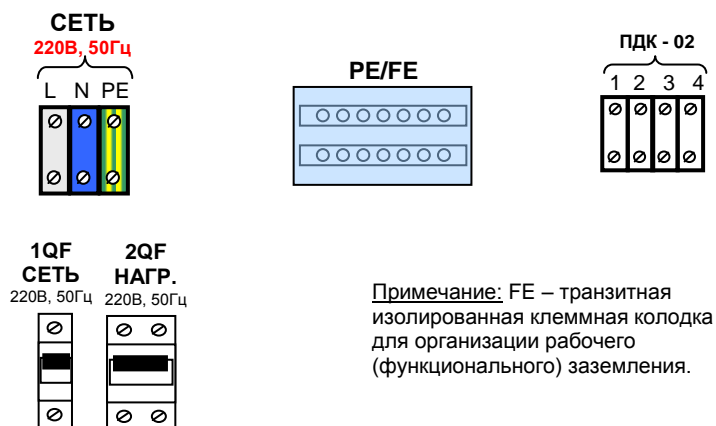 СЕТЬ
220В, 50Гц
L N PE
PE/FE
ПДК - 02
1 2 3 4
1QF
СЕТЬ
220В, 50Гц
2QF
НАГР.
220В, 50Гц
Примечание: FE – транзитная
изолированная клеммная колодка
для организации рабочего
(функционального) заземления.